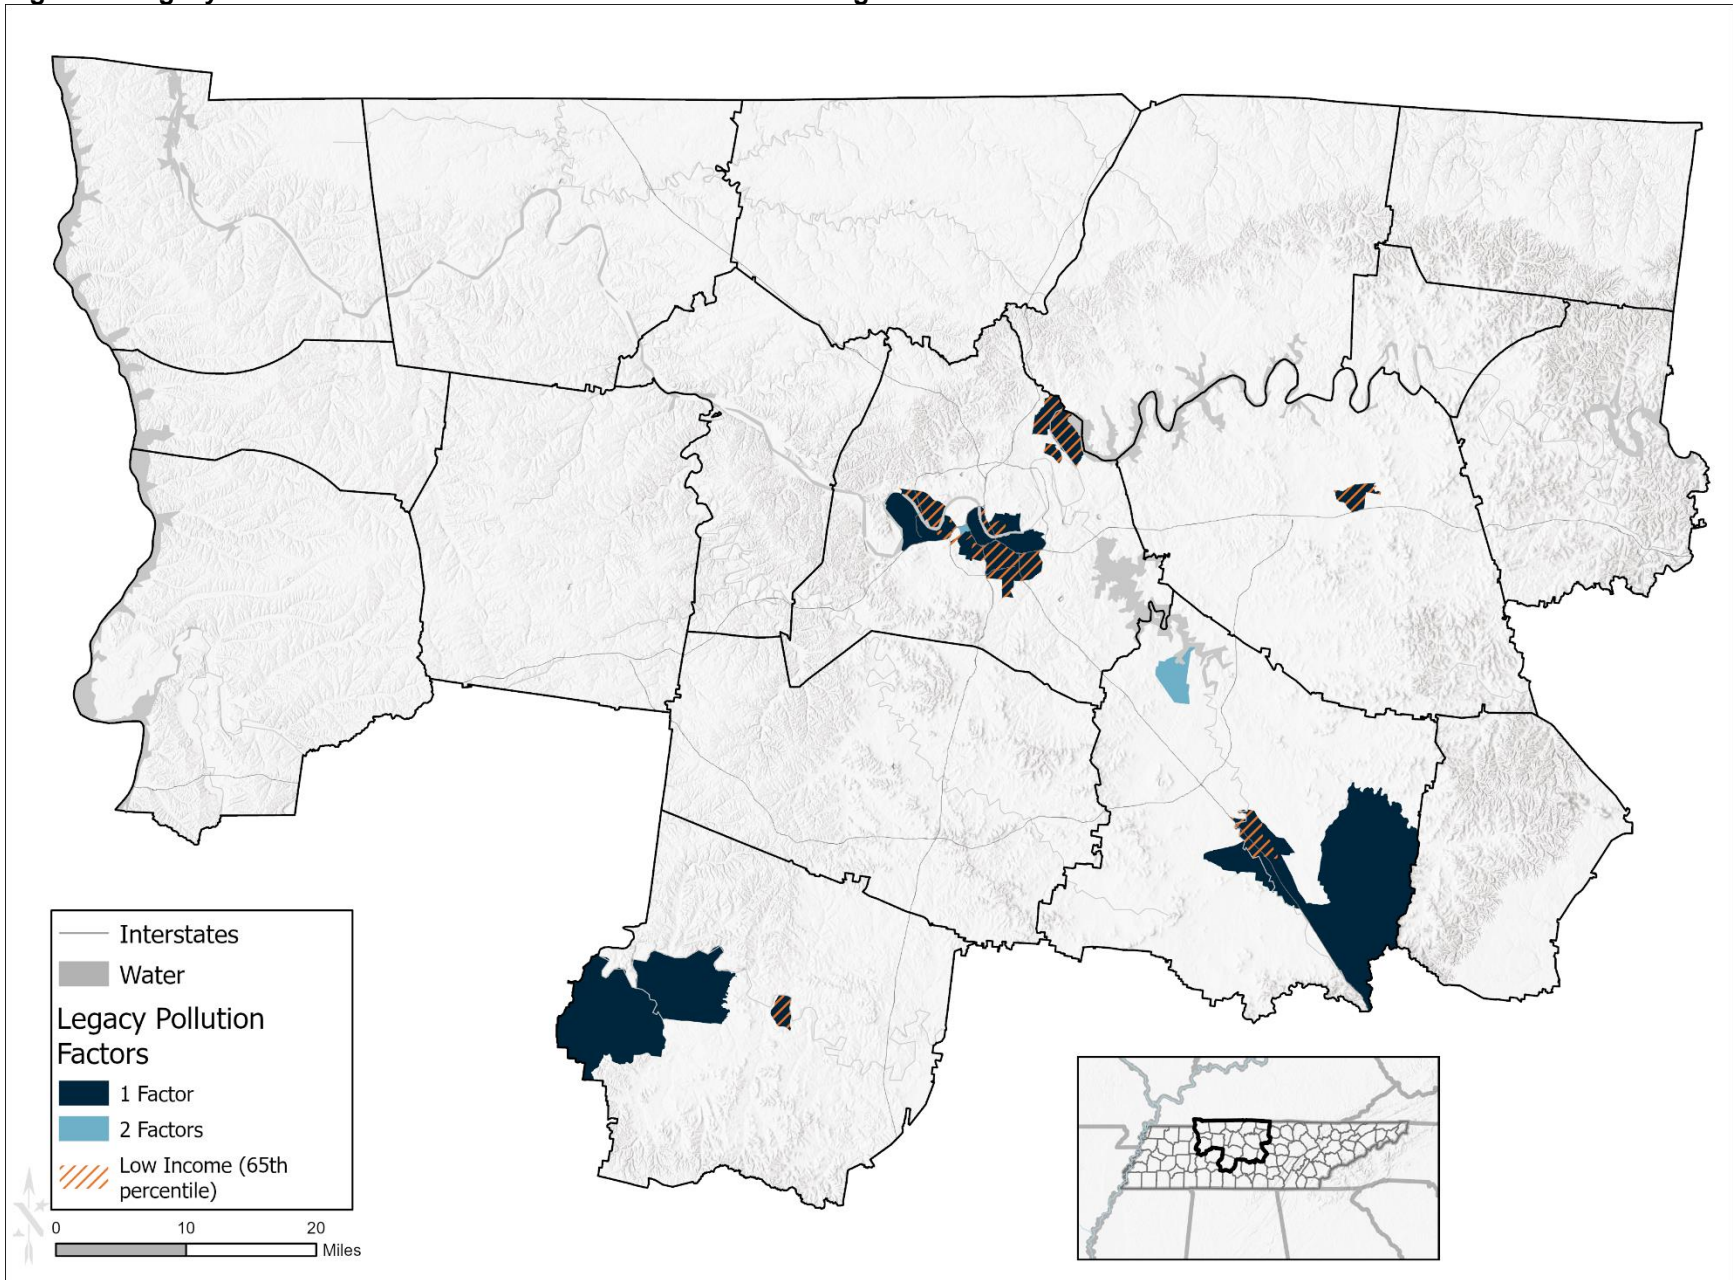 Interstates
Water
Legacy Pollution
Factors
1 Factor
2 Factors
Low Income (65th
percentile)
0 10 20
Miles